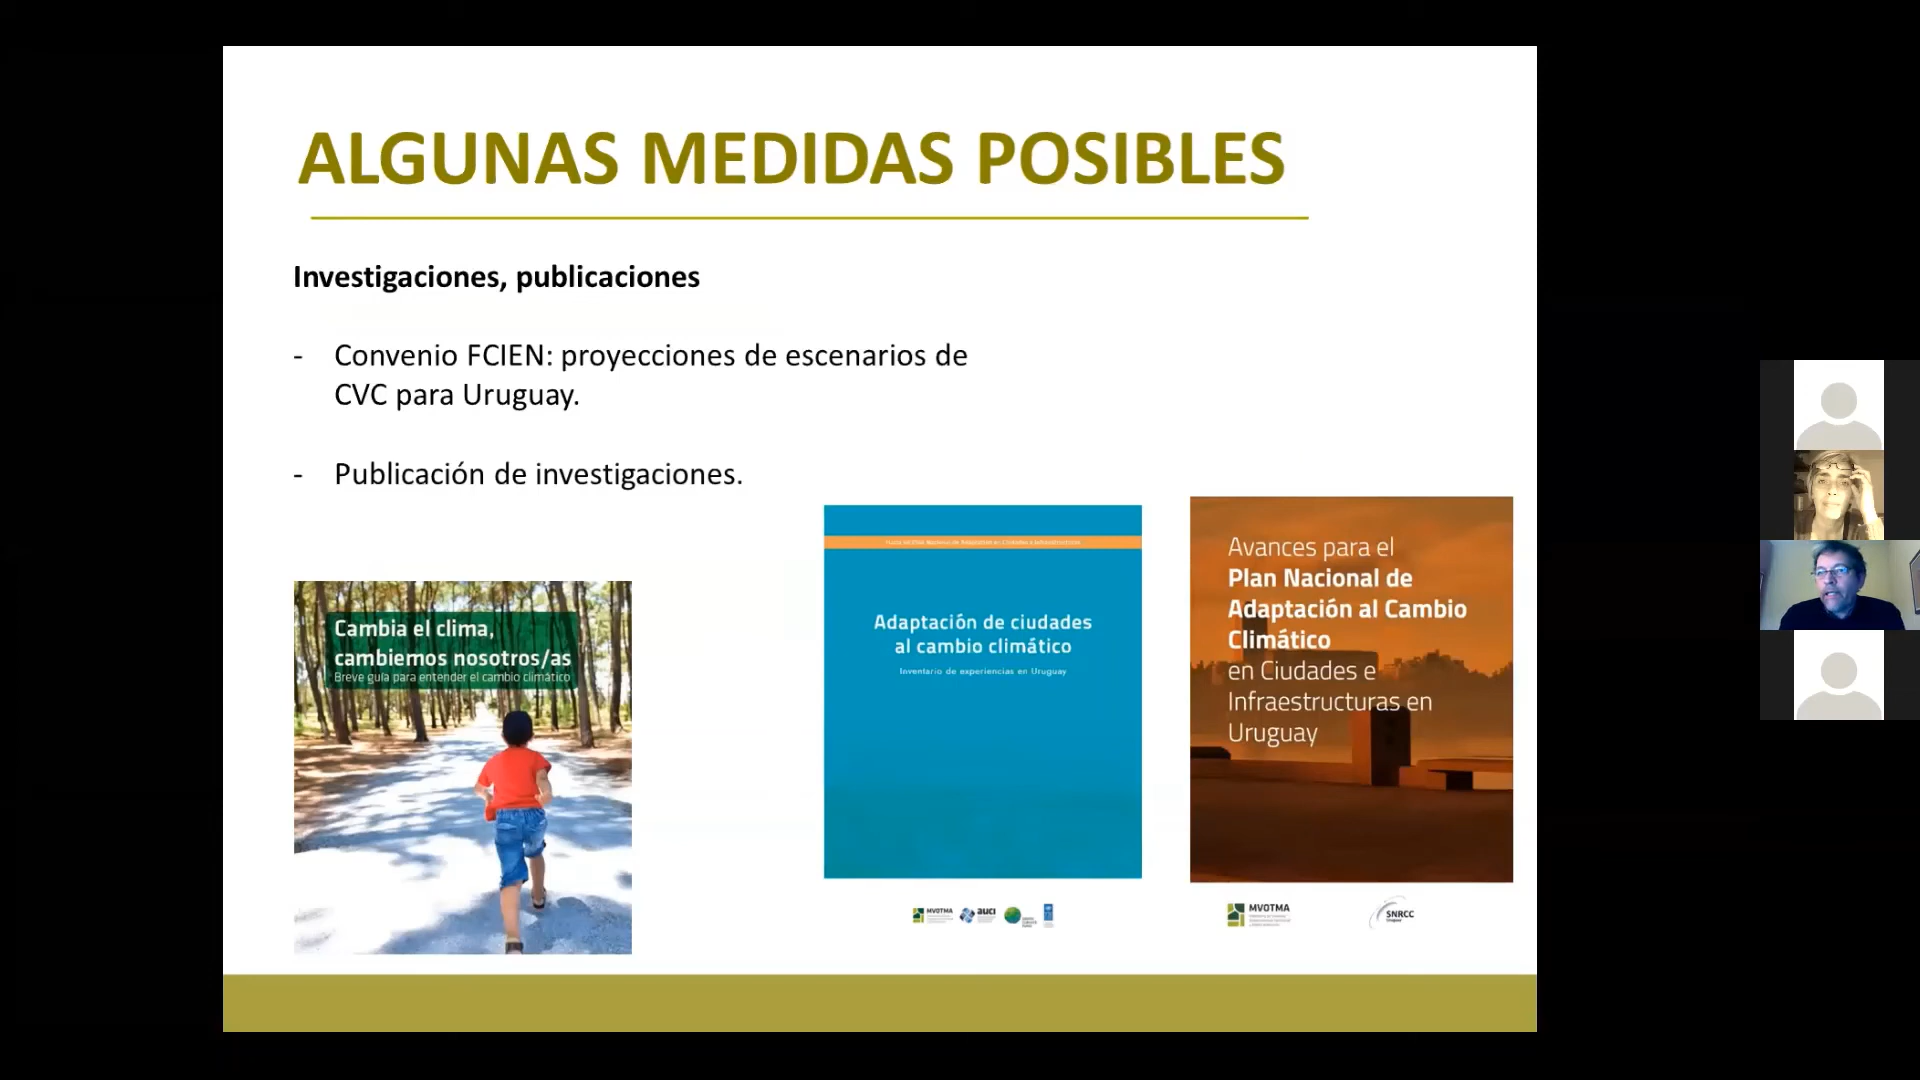 ALGUNAS MEDIDAS POSIBLES
Investigaciones, publicaciones
- Convenio FCIEN: proyecciones de escenarios de
CVC para Uruguay.
- Publicación de investigaciones.
Cambia el clima,
cambiemos nosotros/as
Breve guía para entender el cambio climático
Adaptación de ciudades
al cambio climático
Inventario de experiencias en Uruguay
MVOTMA
auci
Avances para el
Plan Nacional de
Adaptación al Cambio
Climático
en Ciudades e
Infraestructuras en
Uruguay
MVOTMA
SNRCC
Uruguay